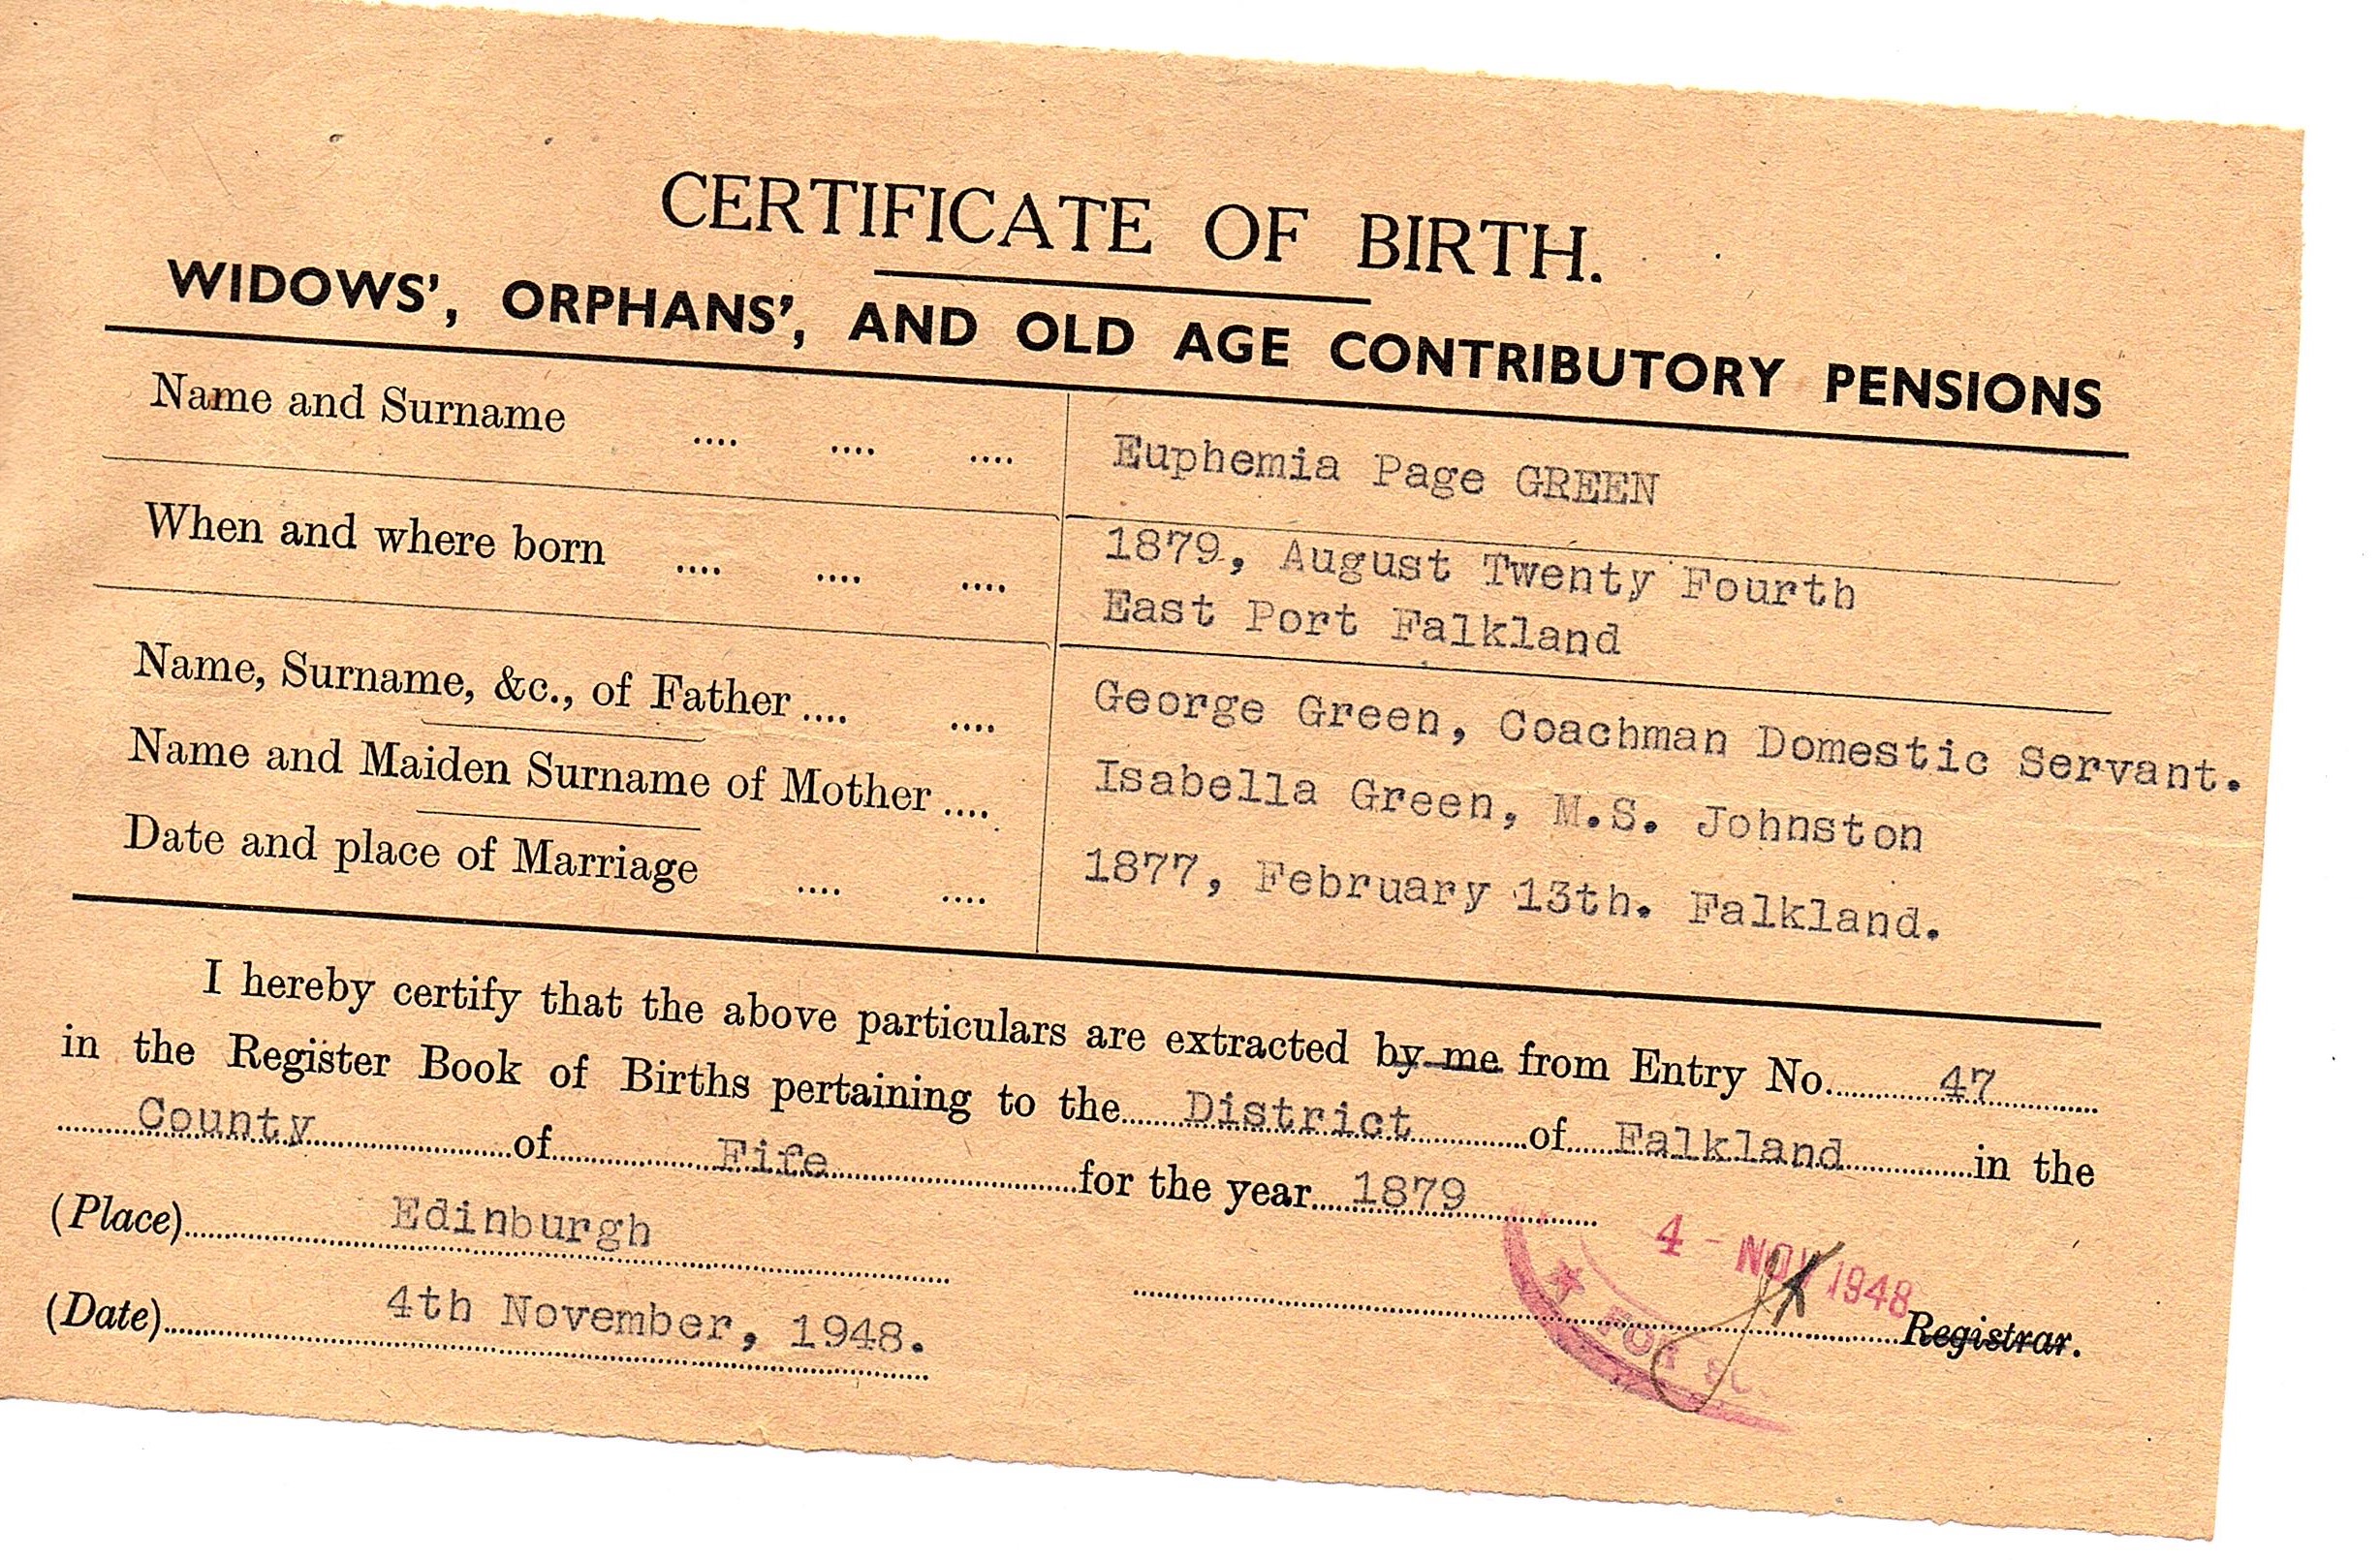 CERTIFICATE OF BIRTH.
WIDOWS', ORPHANS', AND OLD AGE CONTRIBUTORY PENSIONS
Name and Surname .... .... .... Euphemia Page GREEN
When and where born .... .... .... 1879, August Twenty Fourth
East Port Falkland
Name, Surname, &c., of Father .... .... George Green, Coachman Domestic Servant.
Name and Maiden Surname of Mother .... Isabella Green, M.S. Johnston
Date and place of Marriage .... .... 1877, February 13th. Falkland.
I hereby certify that the above particulars are extracted by me from Entry No. 47
in the Register Book of Births pertaining to the District of Falkland in the
County of Fife for the year 1879
(Place) Edinburgh
4 - NOV 1948
(Date) 4th November, 1948.
Registrar.
FOR